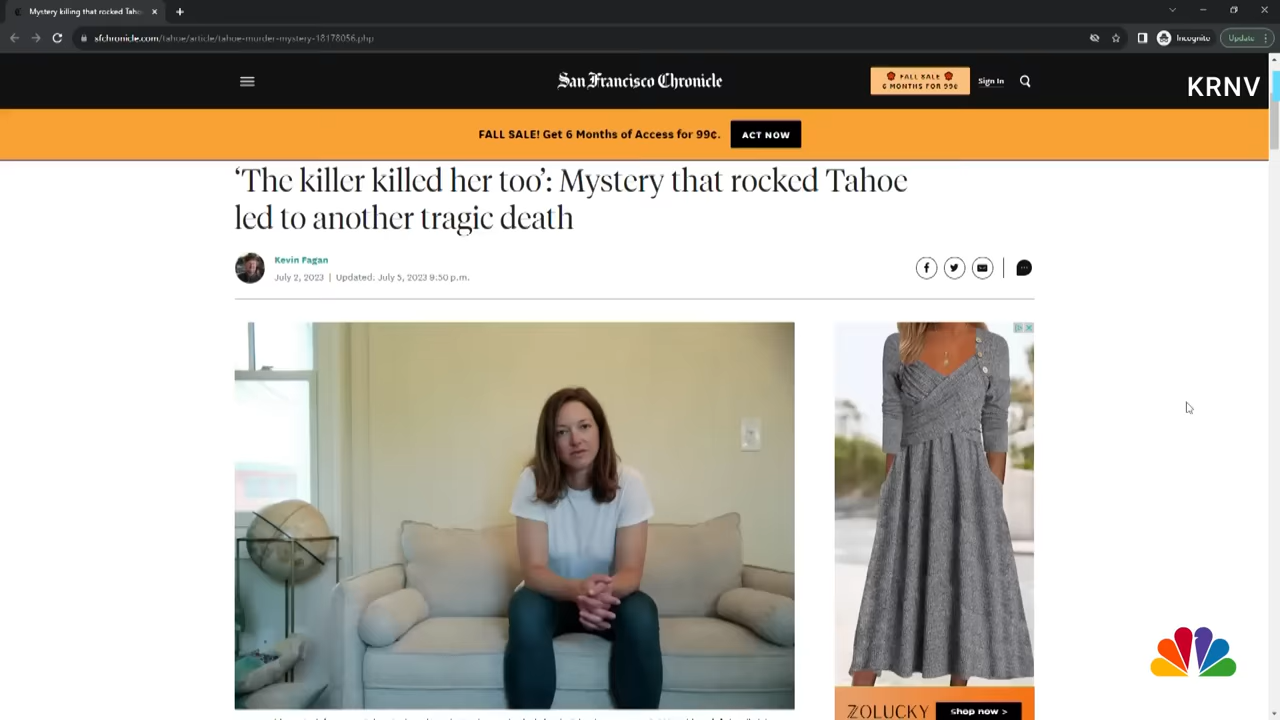 Mystery killing that rocked Taho
sfchronicle.com/tahoe/article/tahoe-murder-mystery-18178056.php
Incognito
Update
San Francisco Chronicle
FALL SALE
6 MONTHS FOR 99¢
Sign In
KRNV
FALL SALE! Get 6 Months of Access for 99¢.
ACT NOW
‘The killer killed her too’: Mystery that rocked Tahoe
led to another tragic death
Kevin Fagan
July 2, 2023 | Updated: July 5, 2023 9:50 p.m.
ZOLUCKY
shop now >